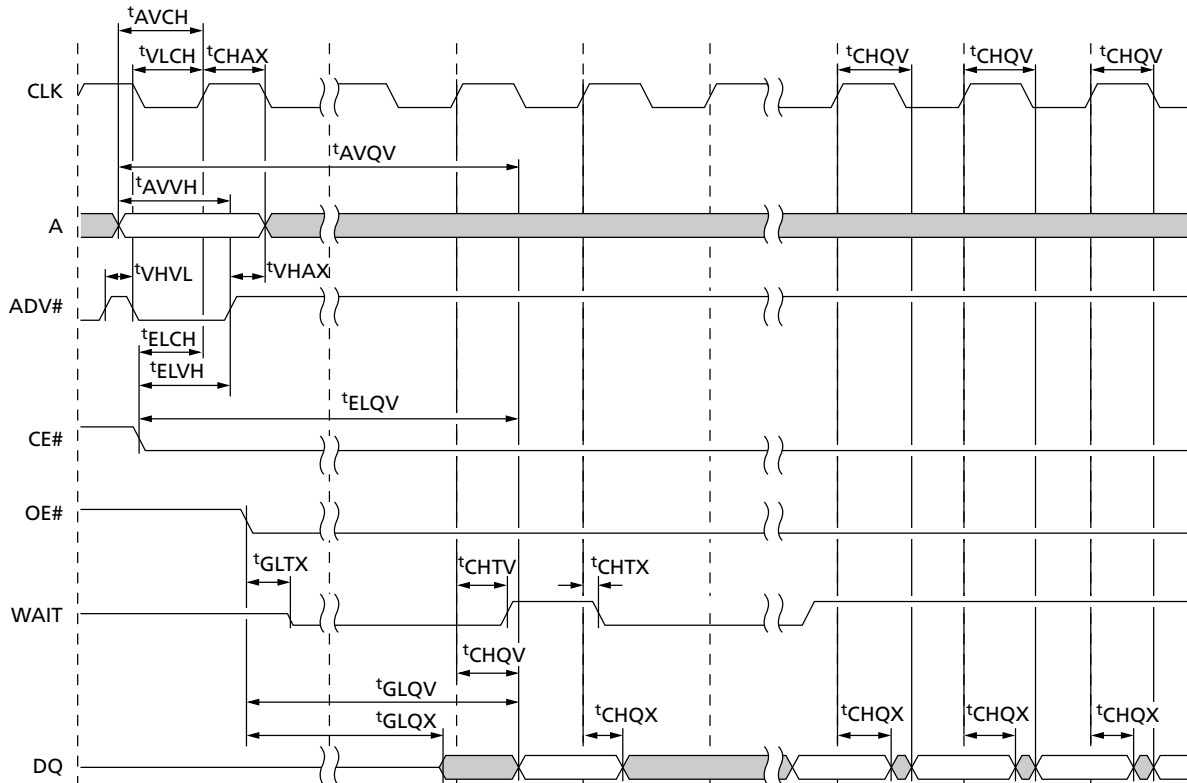 tAVCH
tVLCH tCHAX tCHQV tCHQV tCHQV
CLK
tAVQV
tAVVH
A
tVHVL tVHAX
ADV#
tELCH
tELVH
tELQV
CE#
OE#
tGLTX tCHTV tCHTX
WAIT
tCHQV
tGLQV
tGLQX tCHQX tCHQX tCHQX tCHQX
DQ